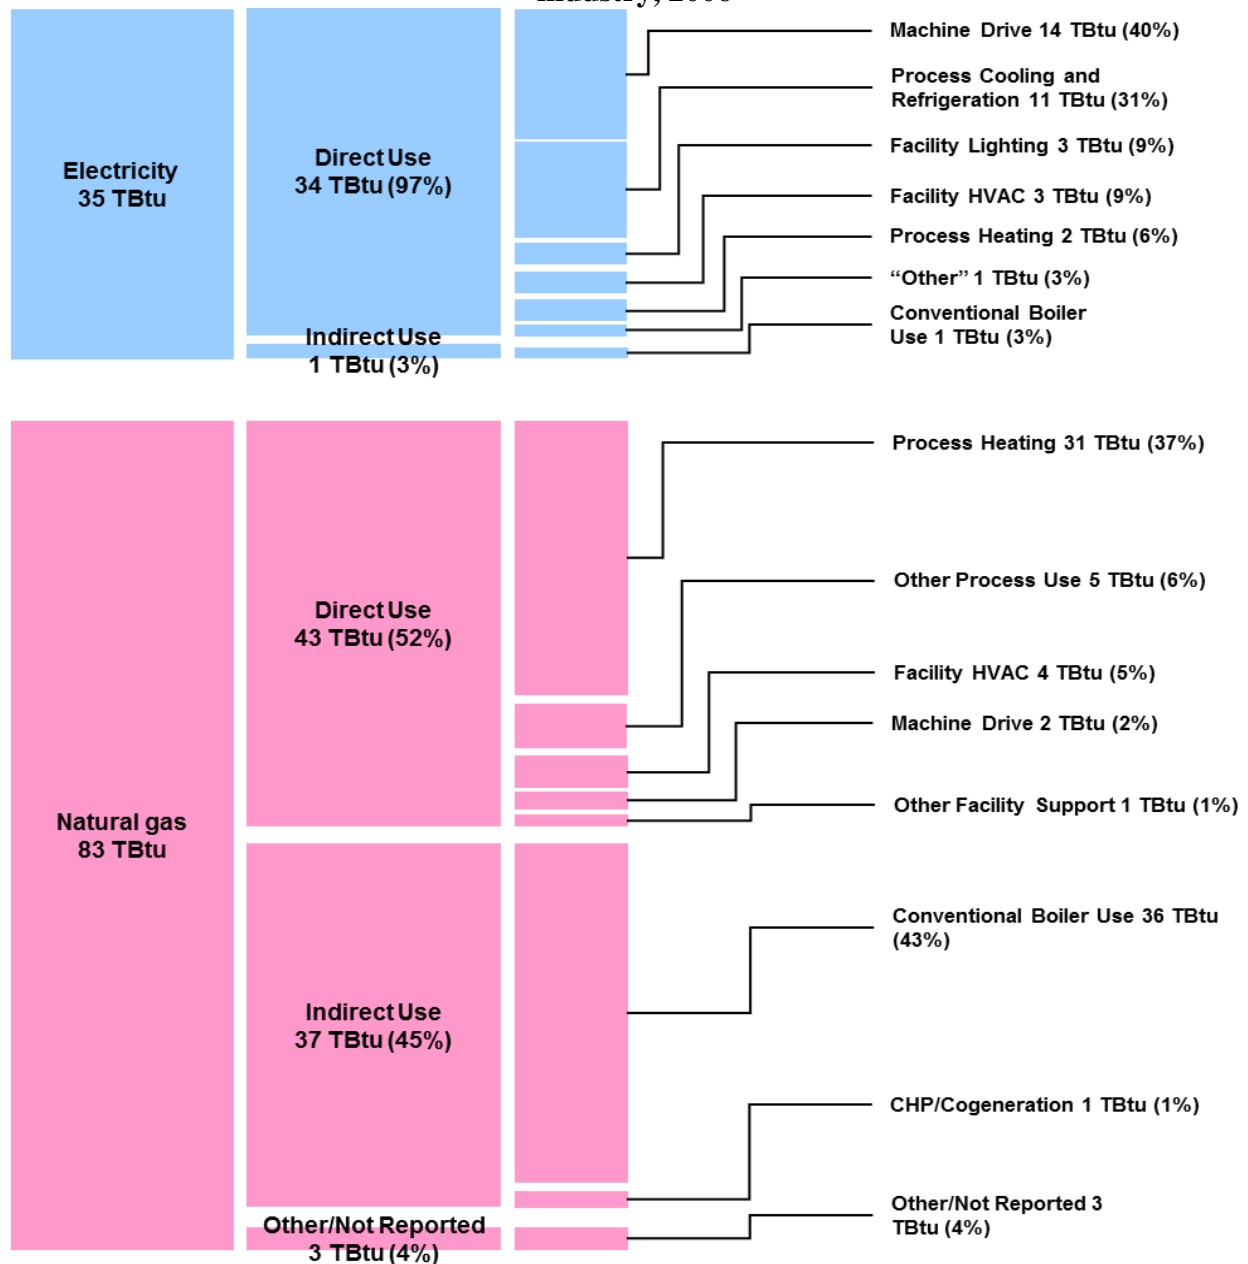 Electricity
35 TBtu
Direct Use
34 TBtu (97%)
Indirect Use
1 TBtu (3%)
Machine Drive 14 TBtu (40%)
Process Cooling and
Refrigeration 11 TBtu (31%)
Facility Lighting 3 TBtu (9%)
Facility HVAC 3 TBtu (9%)
Process Heating 2 TBtu (6%)
“Other” 1 TBtu (3%)
Conventional Boiler
Use 1 TBtu (3%)
Natural gas
83 TBtu
Direct Use
43 TBtu (52%)
Indirect Use
37 TBtu (45%)
Other/Not Reported
3 TBtu (4%)
Process Heating 31 TBtu (37%)
Other Process Use 5 TBtu (6%)
Facility HVAC 4 TBtu (5%)
Machine Drive 2 TBtu (2%)
Other Facility Support 1 TBtu (1%)
Conventional Boiler Use 36 TBtu
(43%)
CHP/Cogeneration 1 TBtu (1%)
Other/Not Reported 3
TBtu (4%)